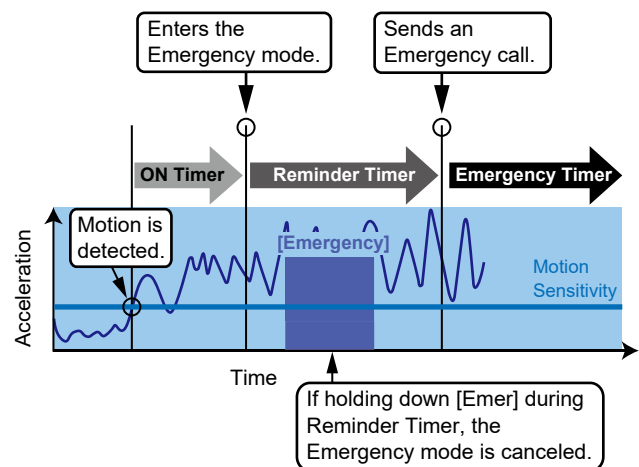 Enters the
Emergency mode.
Sends an
Emergency call.
ON Timer
Reminder Timer
Emergency Timer
Motion is
detected.
[Emergency]
Motion
Sensitivity
Acceleration
Time
If holding down [Emer] during
Reminder Timer, the
Emergency mode is canceled.